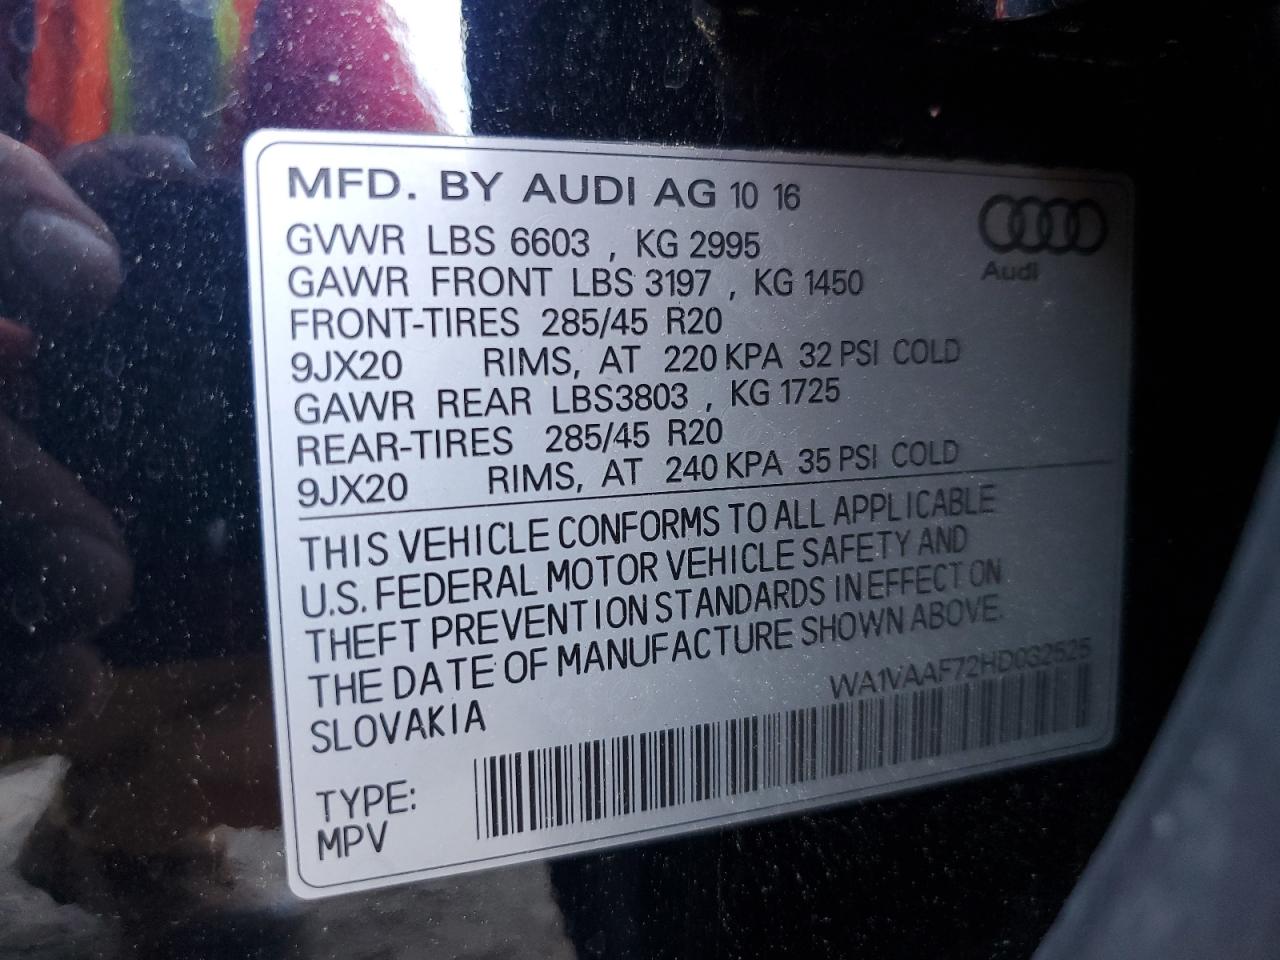 MFD. BY AUDI AG 10 16
Audi
GVWR LBS 6603 , KG 2995
GAWR FRONT LBS 3197 , KG 1450
FRONT-TIRES 285/45 R20
9JX20 RIMS, AT 220 KPA 32 PSI COLD
GAWR REAR LBS3803 , KG 1725
REAR-TIRES 285/45 R20
9JX20 RIMS, AT 240 KPA 35 PSI COLD
THIS VEHICLE CONFORMS TO ALL APPLICABLE
U.S. FEDERAL MOTOR VEHICLE SAFETY AND
THEFT PREVENTION STANDARDS IN EFFECT ON
THE DATE OF MANUFACTURE SHOWN ABOVE.
SLOVAKIA
WA1VAAF72HD032525
TYPE:
MPV